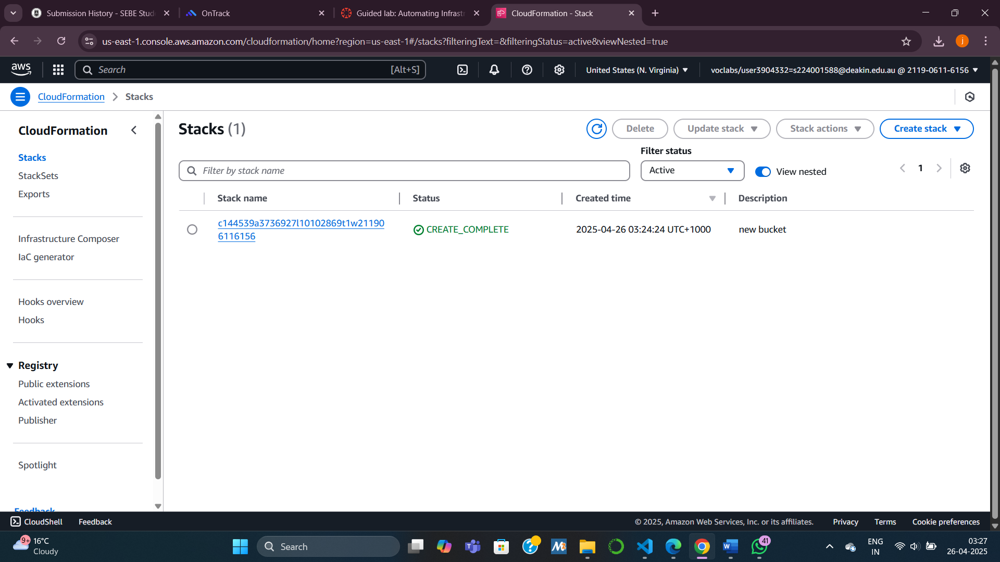 Submission History - SEBE Stud
OnTrack
Guided lab: Automating Infrastr
CloudFormation - Stack
us-east-1.console.aws.amazon.com/cloudformation/home?region=us-east-1#/stacks?filteringText=&filteringStatus=active&viewNested=true
j
aws
Search
[Alt+S]
United States (N. Virginia)
voclabs/user3904332=s224001588@deakin.edu.au @ 2119-0611-6156
CloudFormation
Stacks
CloudFormation
Stacks
StackSets
Exports
Infrastructure Composer
IaC generator
Hooks overview
Hooks
Registry
Public extensions
Activated extensions
Publisher
Spotlight
Feedback
Stacks (1)
Delete
Update stack
Stack actions
Create stack
Filter by stack name
Filter status
Active
View nested
1
Stack name
Status
Created time
Description
c144539a3736927l10102869t1w21190
6116156
CREATE_COMPLETE
2025-04-26 03:24:24 UTC+1000
new bucket
CloudShell
Feedback
© 2025, Amazon Web Services, Inc. or its affiliates.
Privacy
Terms
Cookie preferences
9+
16°C
Cloudy
Search
41
ENG
IN
03:27
26-04-2025